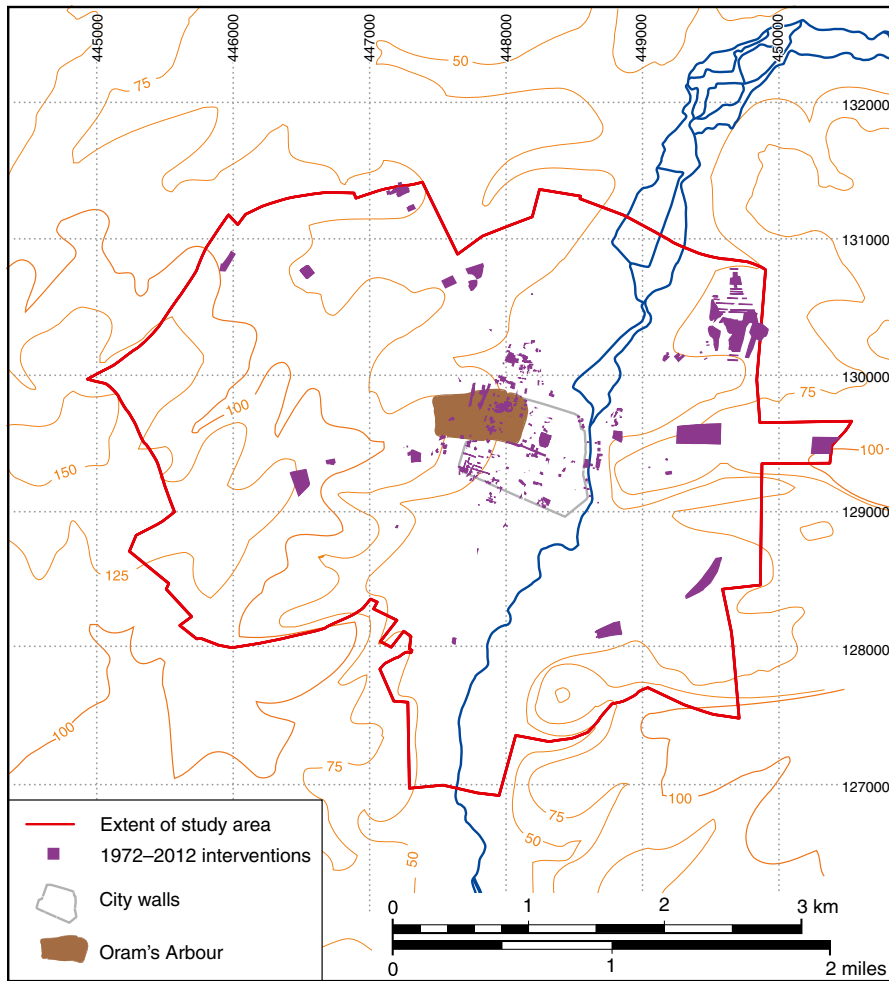 445000 446000 447000 448000 449000 450000
50
75
132000
131000
130000
75
100
150
100
129000
125
128000
100
75
100
75
127000
50
50
Extent of study area
1972–2012 interventions
City walls
Oram's Arbour
0 1 2 3 km
0 1 2 miles